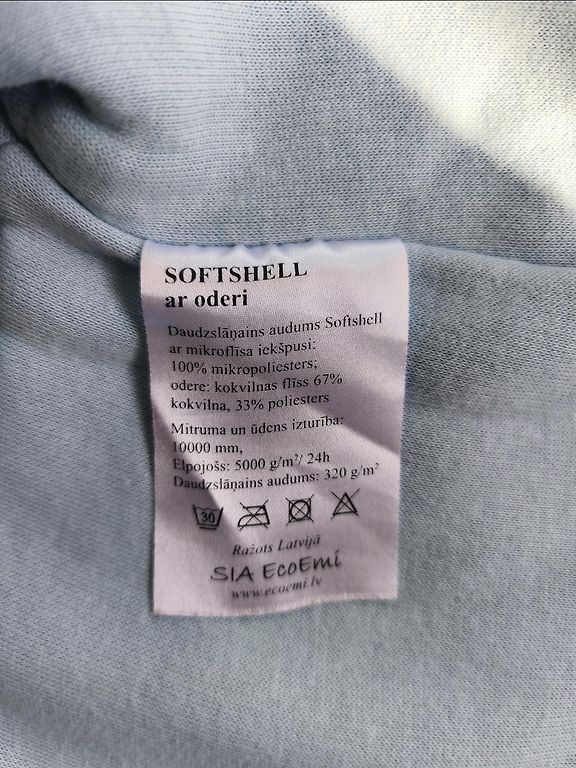 SOFTSHELL
ar oderi
Daudzslāņains audums Softshell
ar mikroflīsa iekšpusi:
100% mikropoliesters;
odere: kokvilnas flīss 67%
kokvilna, 33% poliesters
Mitruma un ūdens izturība:
10000 mm,
Elpojošs: 5000 g/m²/ 24h
Daudzslāņains audums: 320 g/m²
30
Ražots Latvijā
SIA EcoEmi
www.ecoemi.lv